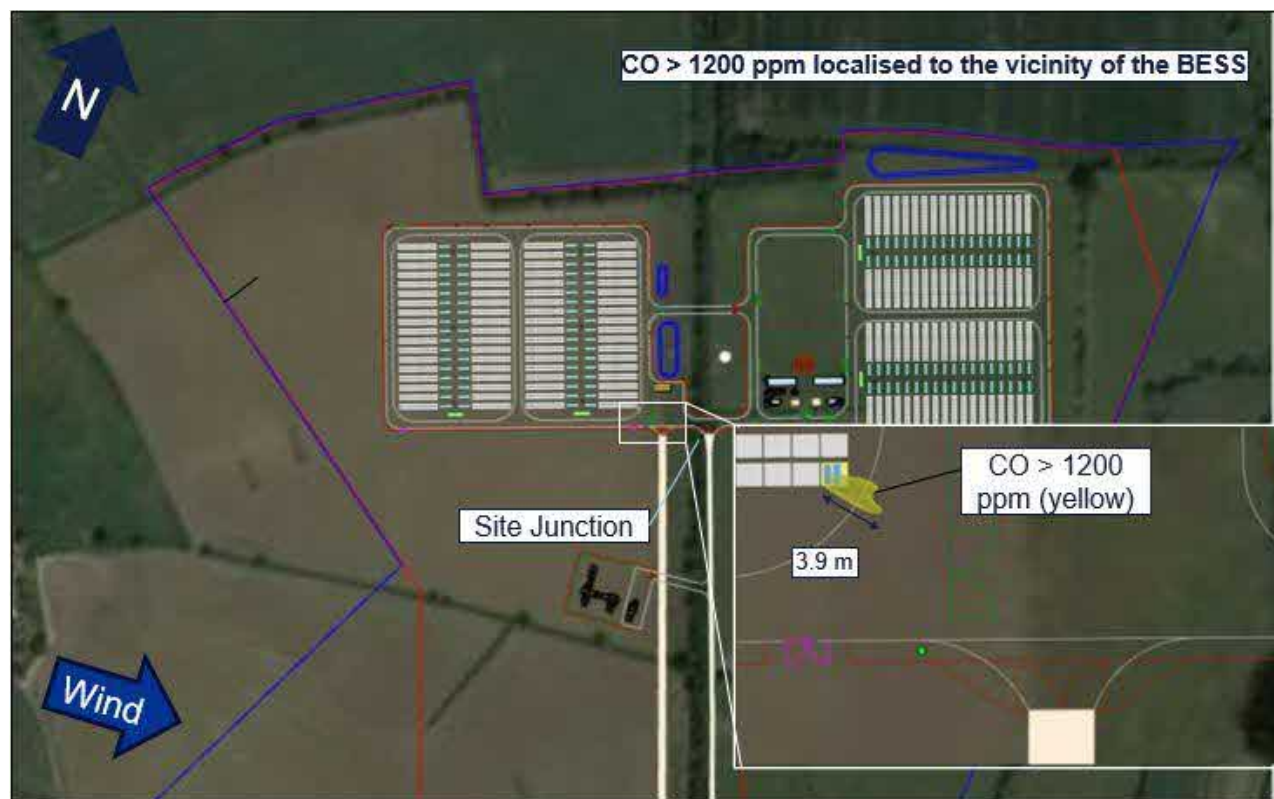 N
CO > 1200 ppm localised to the vicinity of the BESS
Site Junction
CO > 1200
ppm (yellow)
3.9 m
Wind